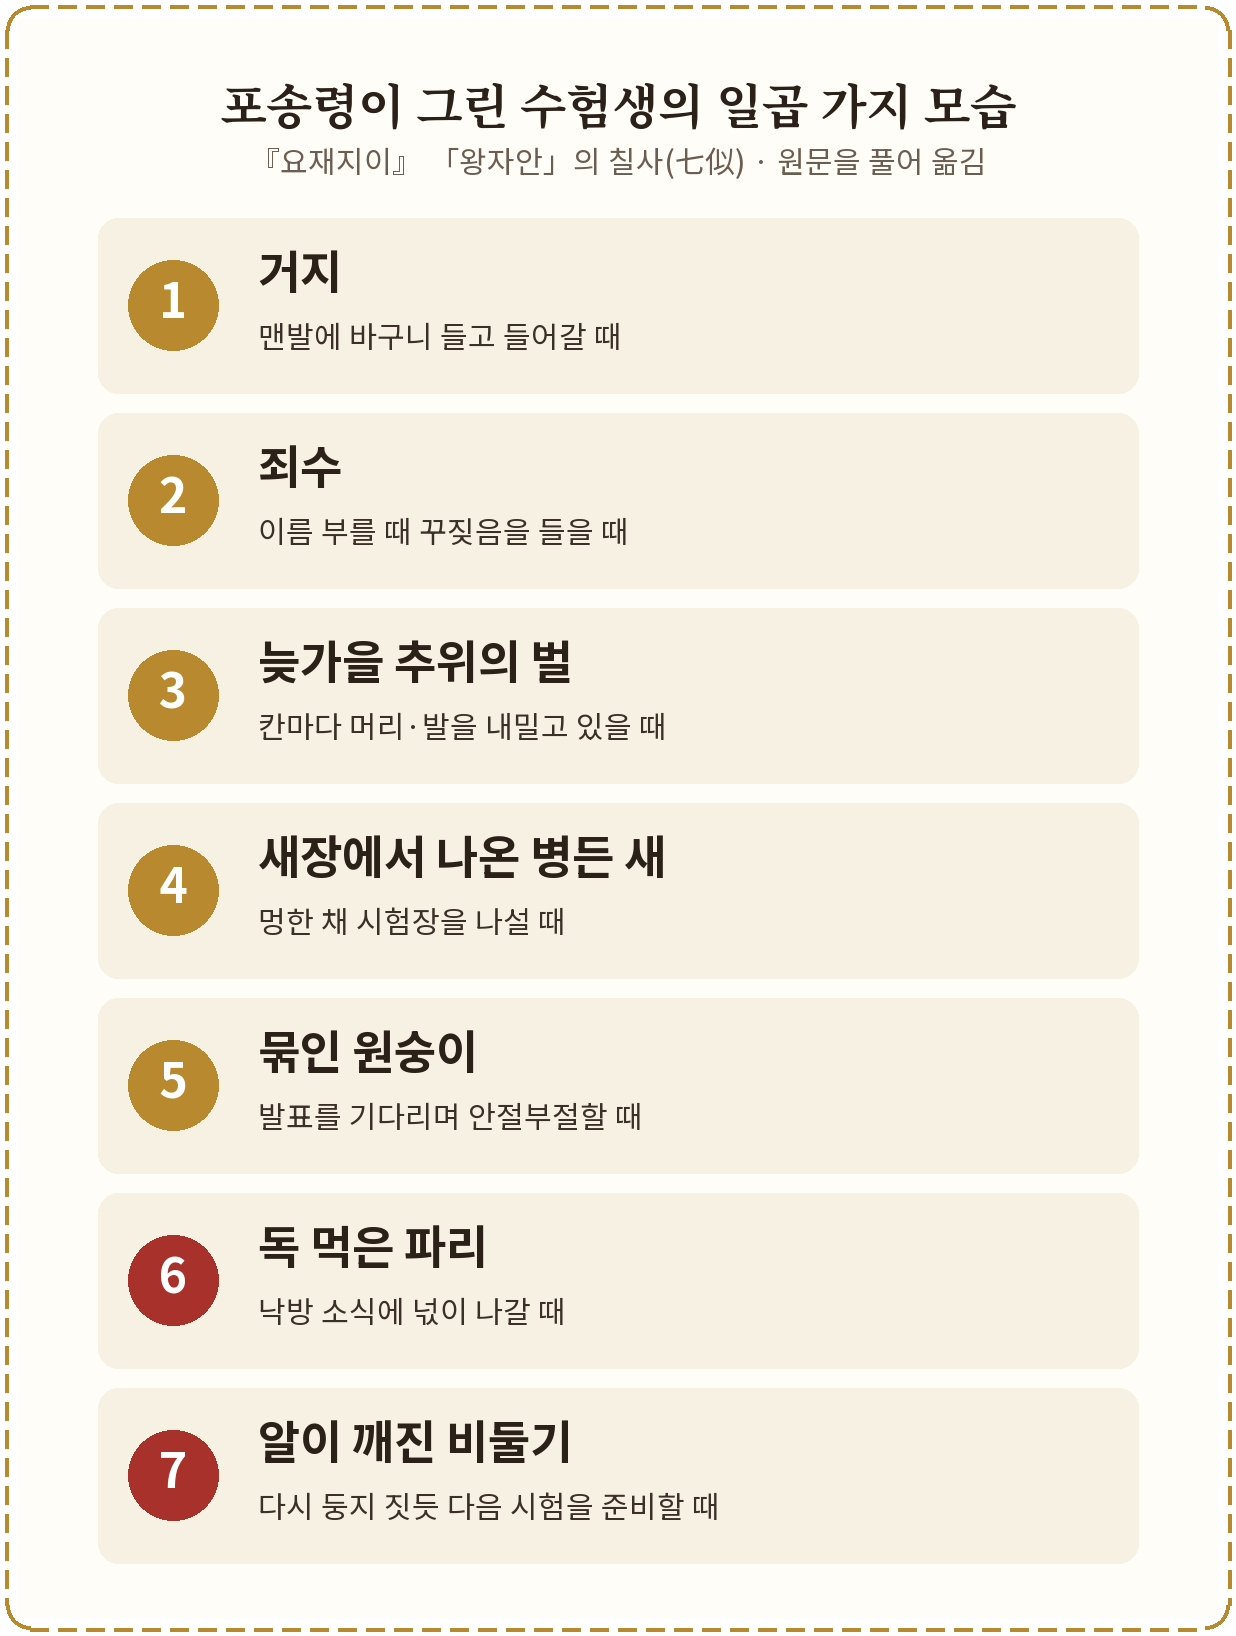 포송령이 그린 수험생의 일곱 가지 모습
『요재지이』 「왕자안」의 칠사(七似) · 원문을 풀어 옮김
1
거지
맨발에 바구니 들고 들어갈 때
2
죄수
이름 부를 때 꾸짖음을 들을 때
3
늦가을 추위의 벌
칸마다 머리·발을 내밀고 있을 때
4
새장에서 나온 병든 새
멍한 채 시험장을 나설 때
5
묶인 원숭이
발표를 기다리며 안절부절할 때
6
독 먹은 파리
낙방 소식에 넋이 나갈 때
7
알이 깨진 비둘기
다시 둥지 짓듯 다음 시험을 준비할 때